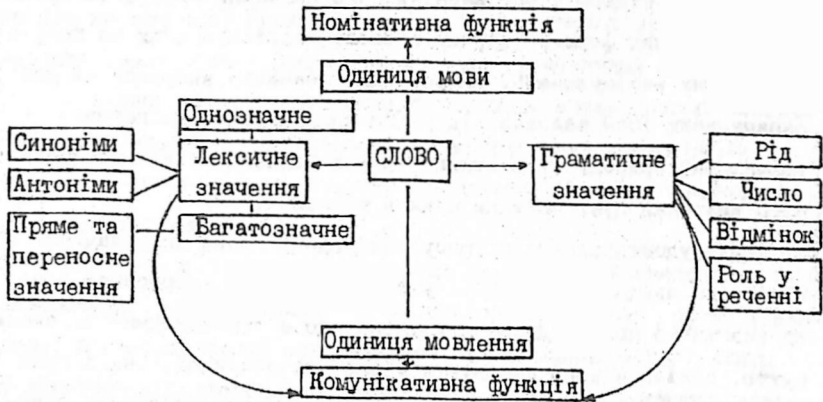 Номінативна функція
Одиниця мови
Однозначне
Синоніми
Антоніми
Лексичне
значення
СЛОВО
Граматичне
значення
Рід
Число
Відмінок
Роль у
реченні
Пряме та
переносне
значення
Багатозначне
Одиниця мовлення
Комунікативна функція